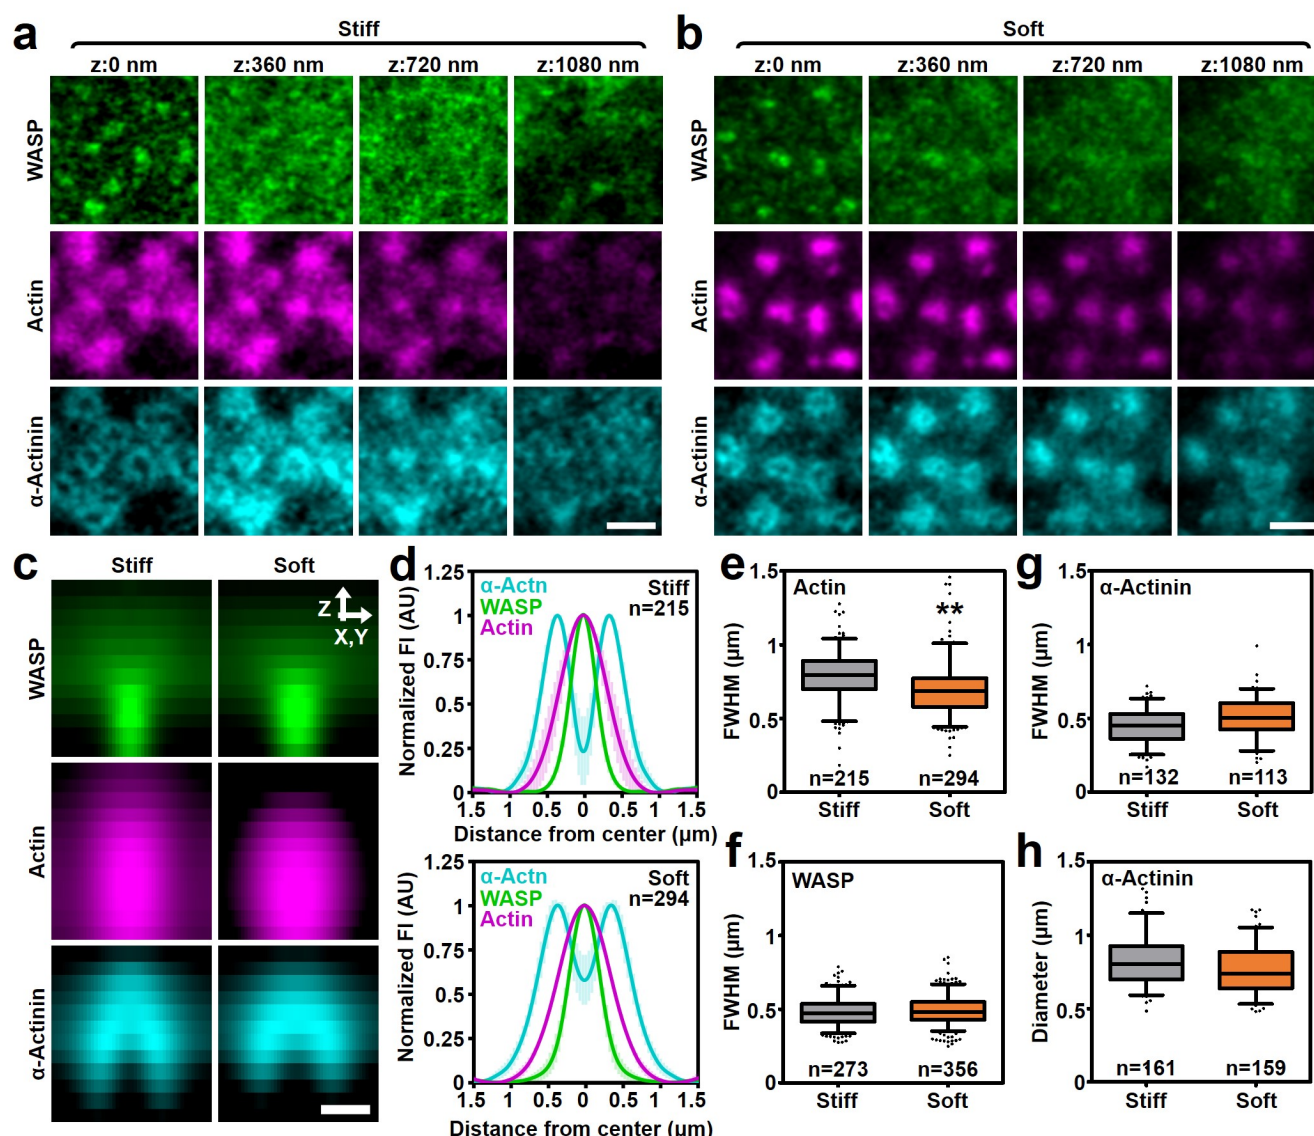 a
Stiff
z:0 nm z:360 nm z:720 nm z:1080 nm
WASP
Actin
α-Actinin
b
Soft
z:0 nm z:360 nm z:720 nm z:1080 nm
WASP
Actin
α-Actinin
c
Stiff Soft
Z
X,Y
WASP
Actin
α-Actinin
d
Normalized FI (AU)
1.25
1
0.75
0.5
0.25
0
α-Actn
WASP
Actin
Stiff
n=215
1.5 1 0.5 0 0.5 1 1.5
Distance from center (µm)
Normalized FI (AU)
1.25
1
0.75
0.5
0.25
0
α-Actn
WASP
Actin
Soft
n=294
1.5 1 0.5 0 0.5 1 1.5
Distance from center (µm)
e
FWHM (µm)
1.5
1
0.5
0
Actin
**
n=215 n=294
Stiff Soft
f
FWHM (µm)
1.5
1
0.5
0
WASP
n=273 n=356
Stiff Soft
g
FWHM (µm)
1.5
1
0.5
0
α-Actinin
n=132 n=113
Stiff Soft
h
Diameter (µm)
1.5
1
0.5
0
α-Actinin
n=161 n=159
Stiff Soft